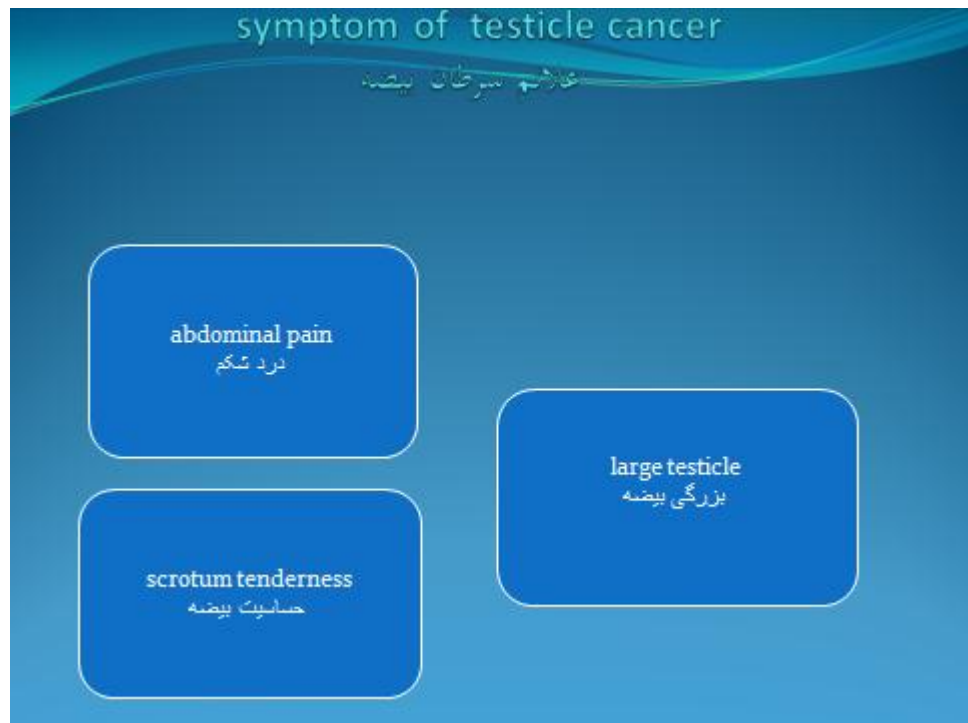 symptom of testicle cancer
علائم سرطان بیضه
abdominal pain
درد شکم
large testicle
بزرگی بیضه
scrotum tenderness
حساسیت بیضه